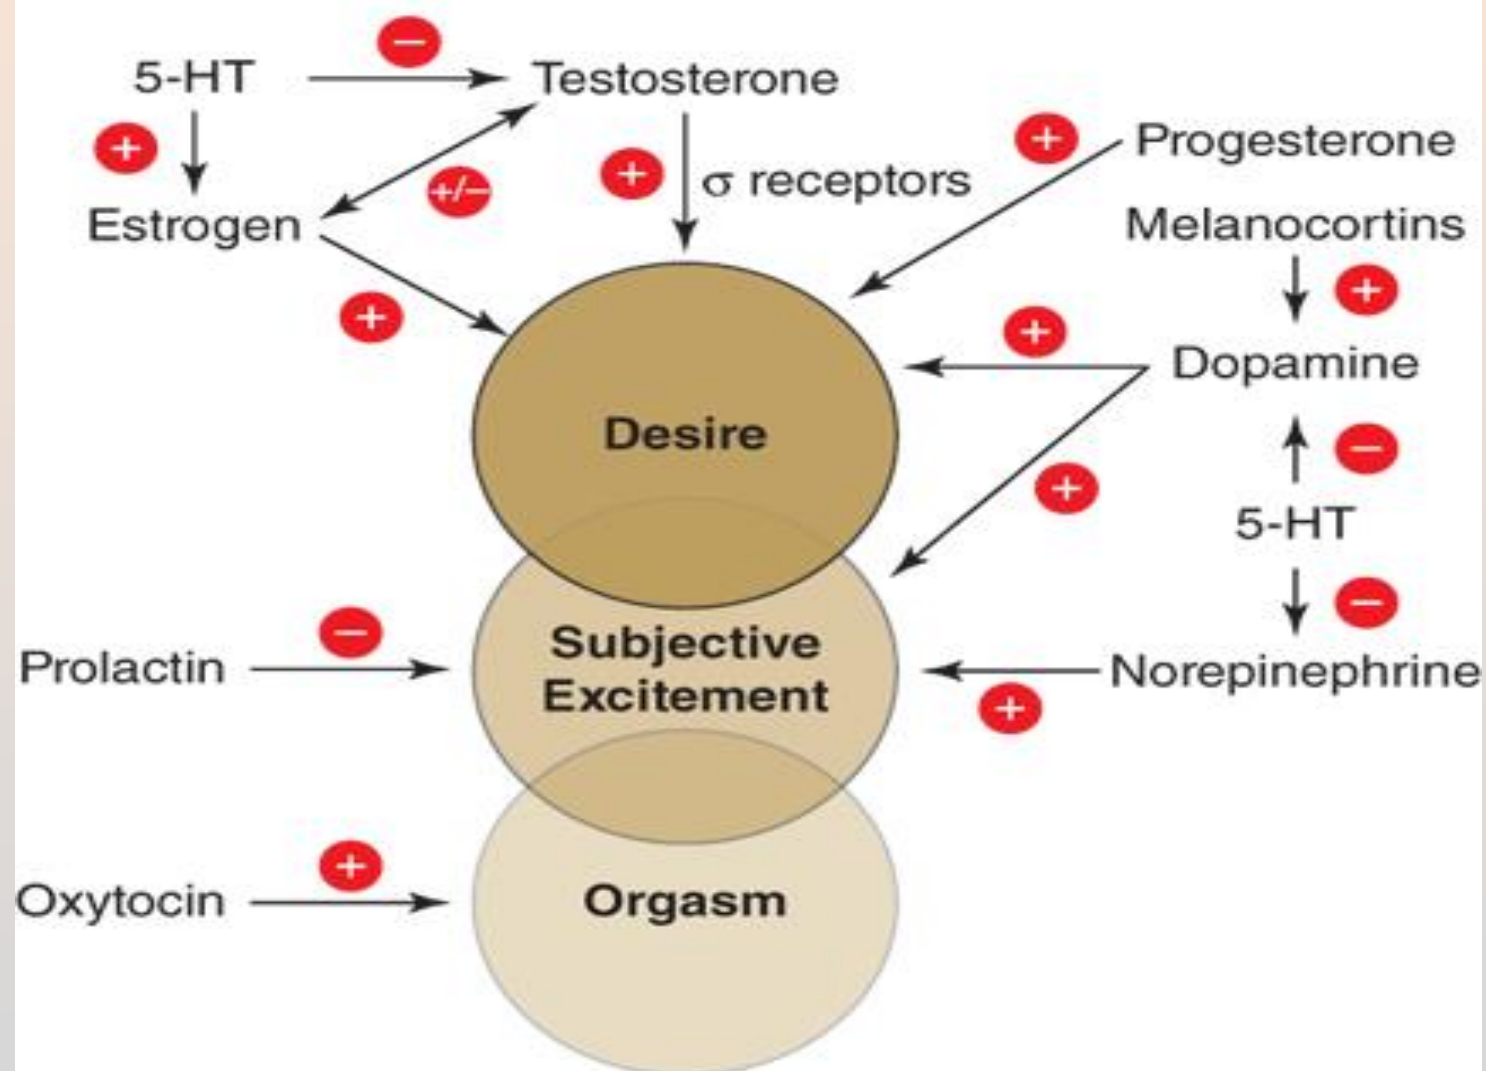 −
5-HT
Testosterone
+
Progesterone
+
+
σ receptors
+/−
Estrogen
Melanocortins
+
+
+
Dopamine
Desire
−
+
5-HT
−
−
Subjective
Excitement
Prolactin
Norepinephrine
+
+
Oxytocin
Orgasm